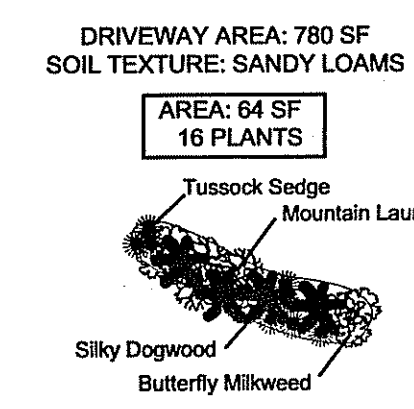 DRIVEWAY AREA: 780 SF
SOIL TEXTURE: SANDY LOAMS
AREA: 64 SF
16 PLANTS
Tussock Sedge
Mountain Laur
Silky Dogwood
Butterfly Milkweed